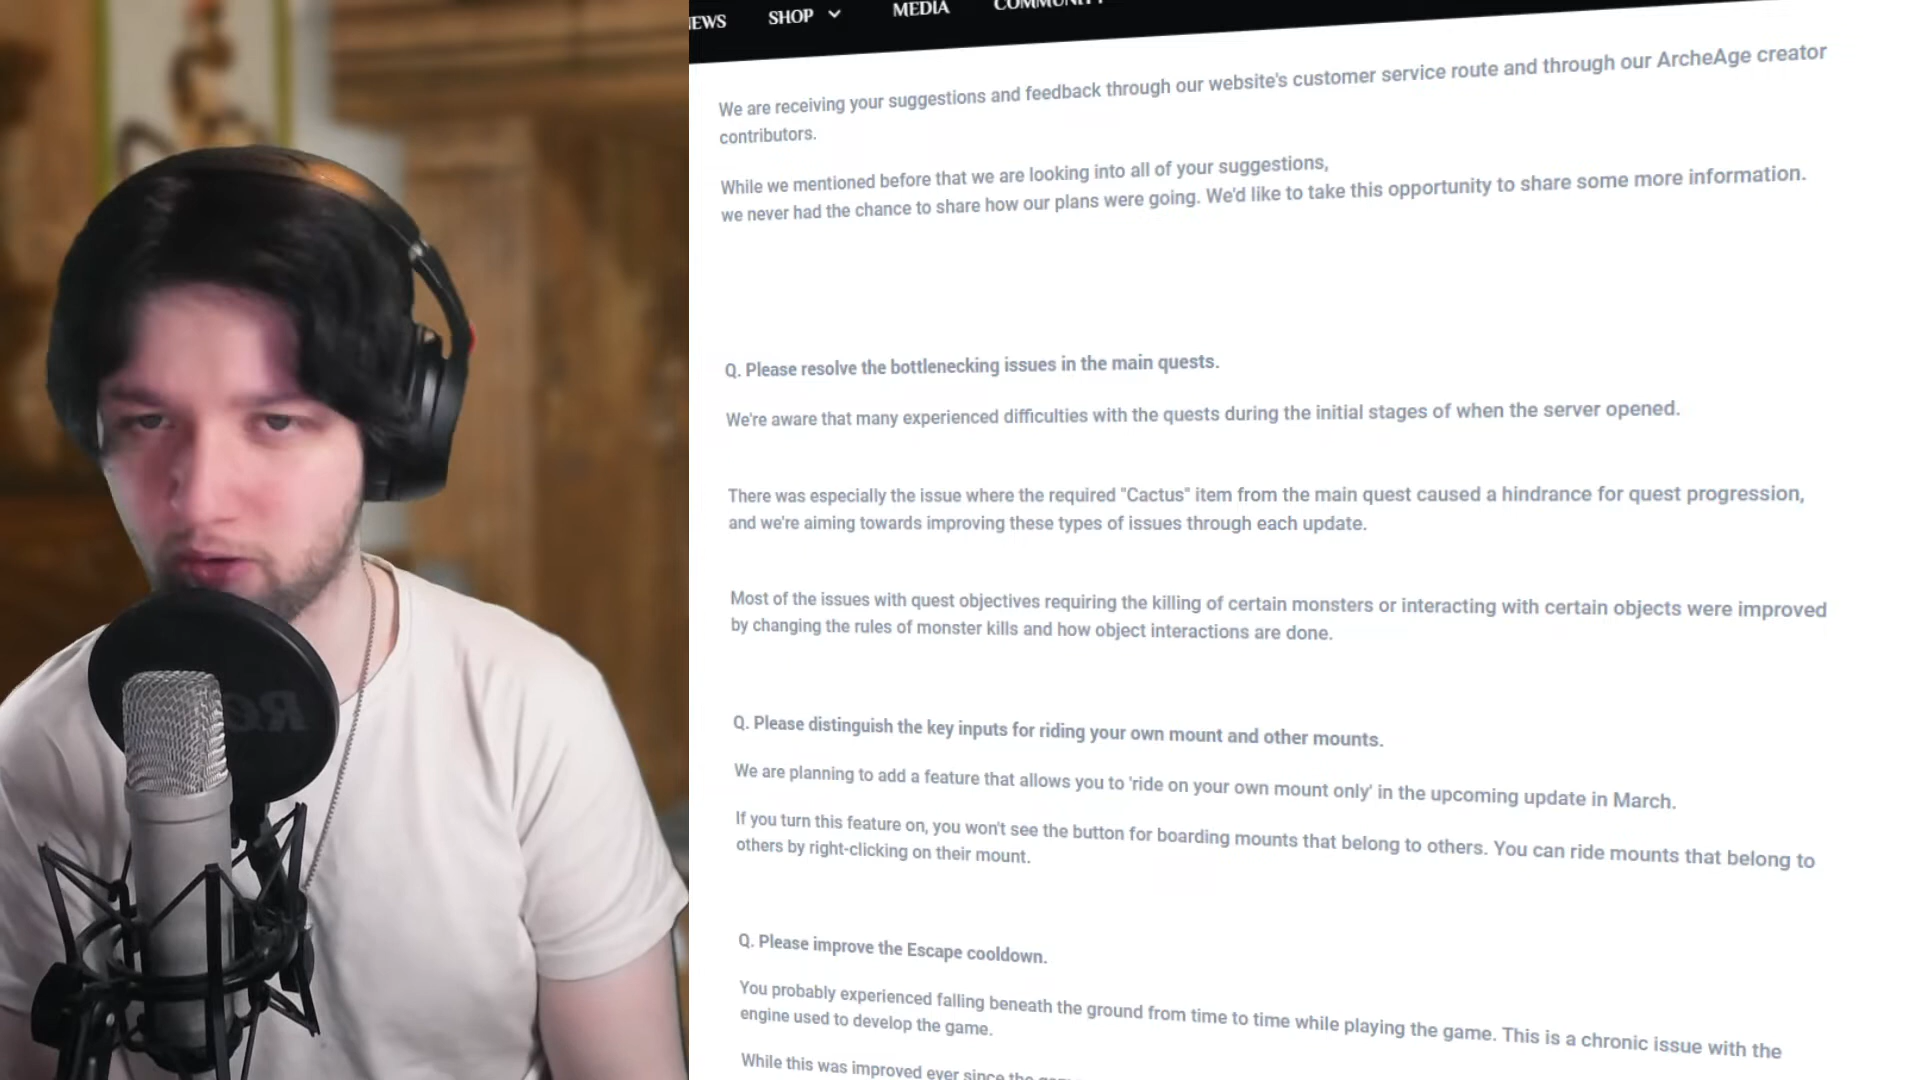 NEWS SHOP MEDIA COMMUNITY
We are receiving your suggestions and feedback through our website's customer service route and through our ArcheAge creator
contributors.
While we mentioned before that we are looking into all of your suggestions,
we never had the chance to share how our plans were going. We'd like to take this opportunity to share some more information.
Q. Please resolve the bottlenecking issues in the main quests.
We're aware that many experienced difficulties with the quests during the initial stages of when the server opened.
There was especially the issue where the required "Cactus" item from the main quest caused a hindrance for quest progression,
and we're aiming towards improving these types of issues through each update.
Most of the issues with quest objectives requiring the killing of certain monsters or interacting with certain objects were improved
by changing the rules of monster kills and how object interactions are done.
Q. Please distinguish the key inputs for riding your own mount and other mounts.
We are planning to add a feature that allows you to 'ride on your own mount only' in the upcoming update in March.
If you turn this feature on, you won't see the button for boarding mounts that belong to others. You can ride mounts that belong to
others by right-clicking on their mount.
Q. Please improve the Escape cooldown.
You probably experienced falling beneath the ground from time to time while playing the game. This is a chronic issue with the
engine used to develop the game.
While this was improved ever since the